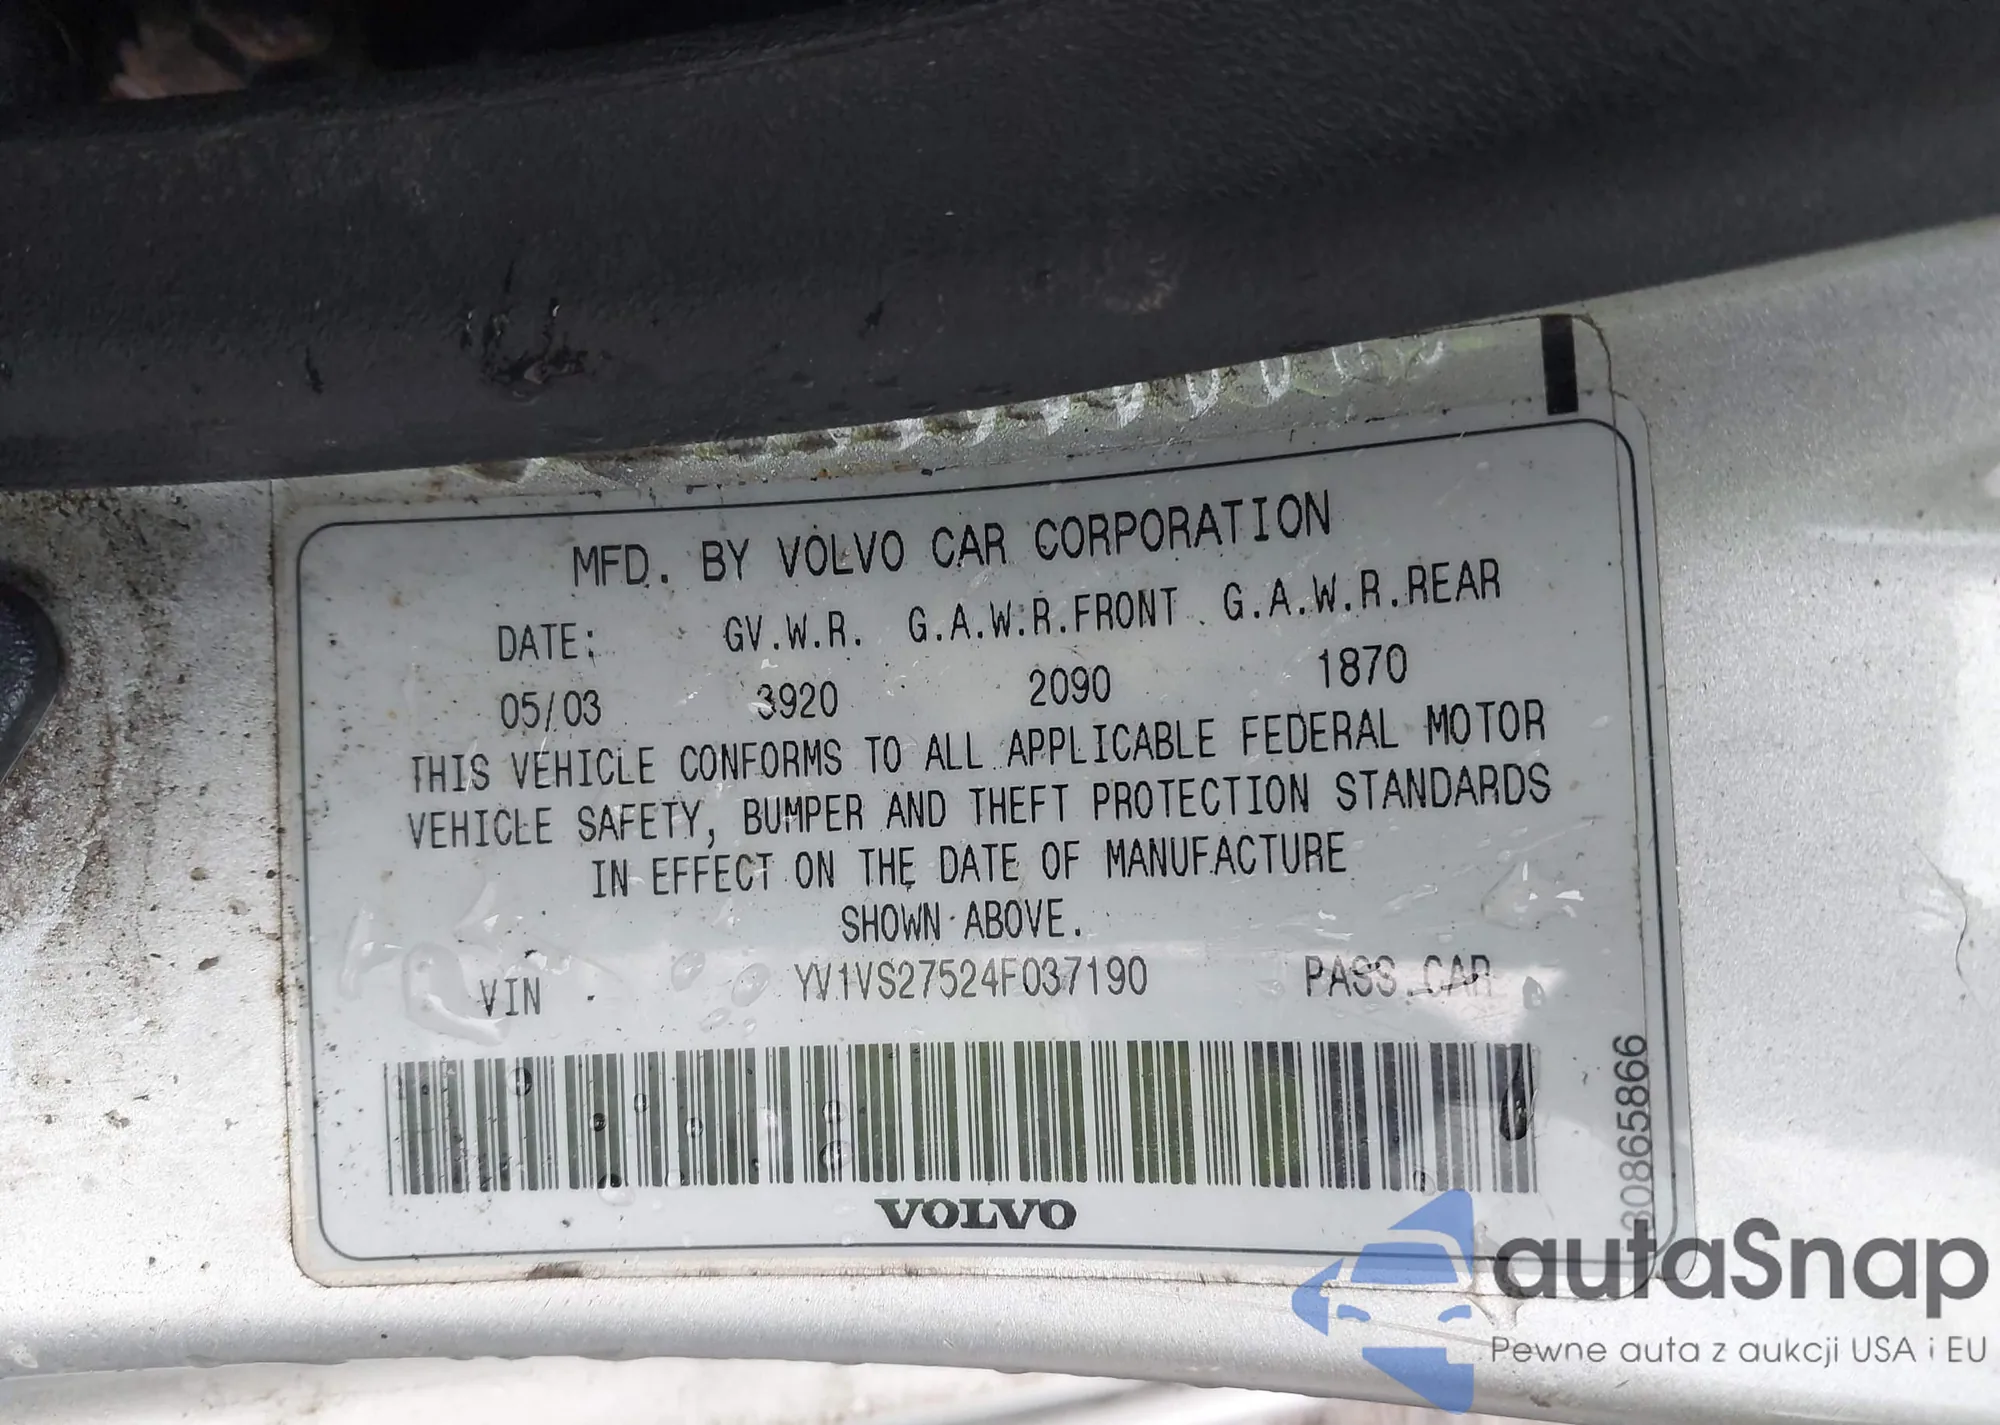 MFD. BY VOLVO CAR CORPORATION
DATE: GV.W.R. G.A.W.R.FRONT G.A.W.R.REAR
05/03 3920 2090 1870
THIS VEHICLE CONFORMS TO ALL APPLICABLE FEDERAL MOTOR
VEHICLE SAFETY, BUMPER AND THEFT PROTECTION STANDARDS
IN EFFECT ON THE DATE OF MANUFACTURE
SHOWN ABOVE.
VIN YV1VS27524F037190 PASS.CAR
VOLVO
30865866
autaSnap
Pewne auta z aukcji USA i EU